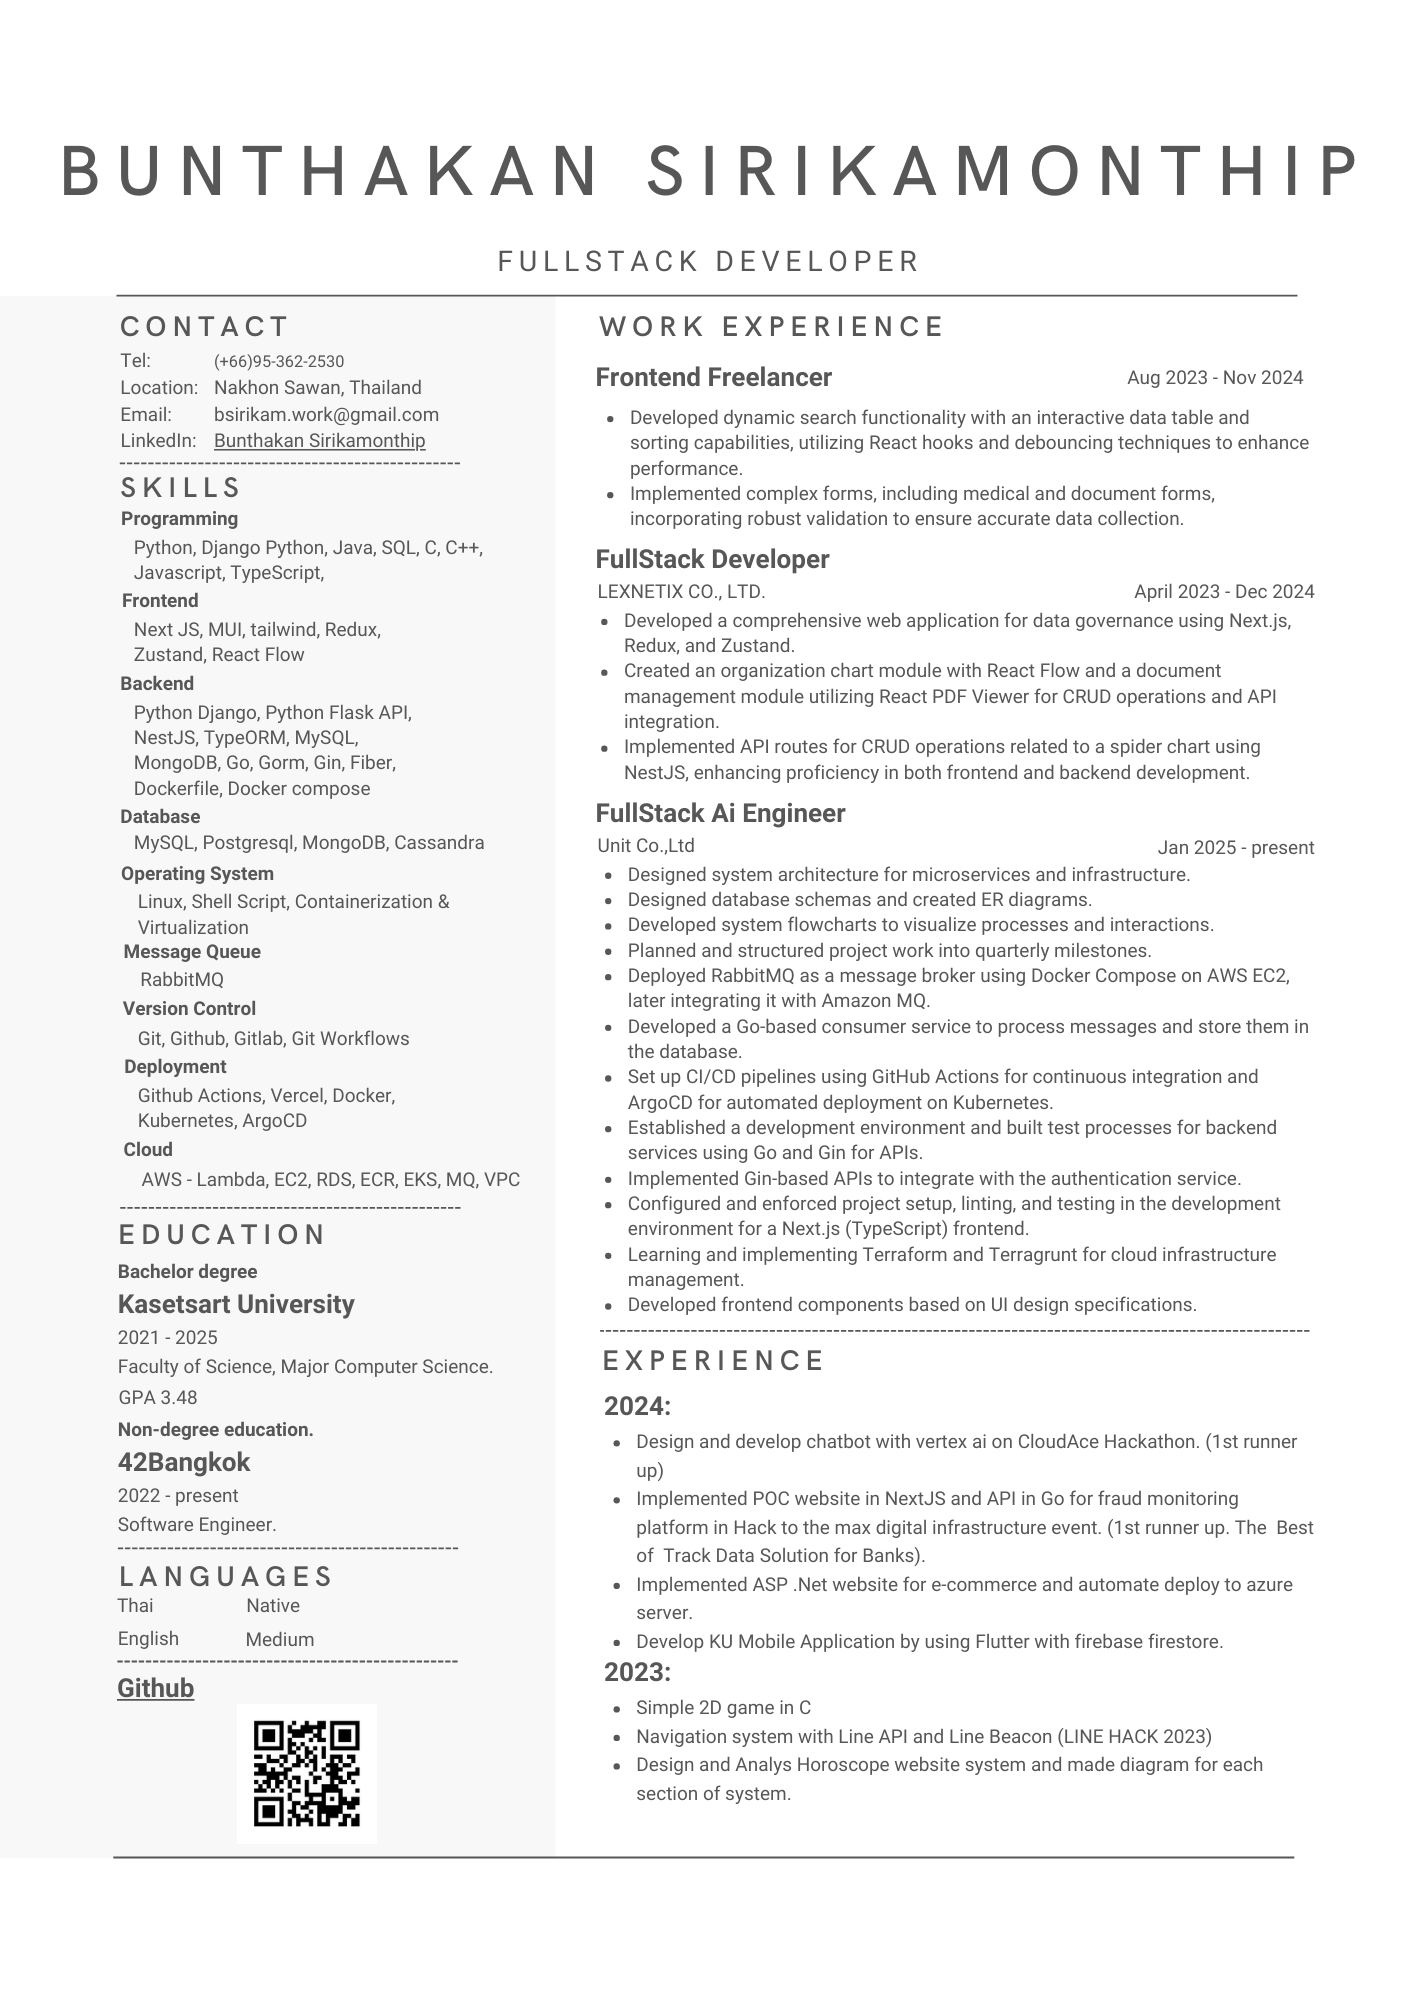 BUNTHAKAN SIRIKAMONTHIP
FULLSTACK DEVELOPER
CONTACT
Tel: (+66)95-362-2530
Location: Nakhon Sawan, Thailand
Email: bsirikam.work@gmail.com
LinkedIn: Bunthakan Sirikamonthip
SKILLS
Programming
Python, Django Python, Java, SQL, C, C++,
Javascript, TypeScript,
Frontend
Next JS, MUI, tailwind, Redux,
Zustand, React Flow
Backend
Python Django, Python Flask API,
NestJS, TypeORM, MySQL,
MongoDB, Go, Gorm, Gin, Fiber,
Dockerfile, Docker compose
Database
MySQL, Postgresql, MongoDB, Cassandra
Operating System
Linux, Shell Script, Containerization &
Virtualization
Message Queue
RabbitMQ
Version Control
Git, Github, Gitlab, Git Workflows
Deployment
Github Actions, Vercel, Docker,
Kubernetes, ArgoCD
Cloud
AWS - Lambda, EC2, RDS, ECR, EKS, MQ, VPC
EDUCATION
Bachelor degree
Kasetsart University
2021 - 2025
Faculty of Science, Major Computer Science.
GPA 3.48
Non-degree education.
42Bangkok
2022 - present
Software Engineer.
LANGUAGES
Thai Native
English Medium
Github
WORK EXPERIENCE
Frontend Freelancer Aug 2023 - Nov 2024
• Developed dynamic search functionality with an interactive data table and
sorting capabilities, utilizing React hooks and debouncing techniques to enhance
performance.
• Implemented complex forms, including medical and document forms,
incorporating robust validation to ensure accurate data collection.
FullStack Developer
LEXNETIX CO., LTD. April 2023 - Dec 2024
• Developed a comprehensive web application for data governance using Next.js,
Redux, and Zustand.
• Created an organization chart module with React Flow and a document
management module utilizing React PDF Viewer for CRUD operations and API
integration.
• Implemented API routes for CRUD operations related to a spider chart using
NestJS, enhancing proficiency in both frontend and backend development.
FullStack Ai Engineer
Unit Co.,Ltd Jan 2025 - present
• Designed system architecture for microservices and infrastructure.
• Designed database schemas and created ER diagrams.
• Developed system flowcharts to visualize processes and interactions.
• Planned and structured project work into quarterly milestones.
• Deployed RabbitMQ as a message broker using Docker Compose on AWS EC2,
later integrating it with Amazon MQ.
• Developed a Go-based consumer service to process messages and store them in
the database.
• Set up CI/CD pipelines using GitHub Actions for continuous integration and
ArgoCD for automated deployment on Kubernetes.
• Established a development environment and built test processes for backend
services using Go and Gin for APIs.
• Implemented Gin-based APIs to integrate with the authentication service.
• Configured and enforced project setup, linting, and testing in the development
environment for a Next.js (TypeScript) frontend.
• Learning and implementing Terraform and Terragrunt for cloud infrastructure
management.
• Developed frontend components based on UI design specifications.
EXPERIENCE
2024:
• Design and develop chatbot with vertex ai on CloudAce Hackathon. (1st runner
up)
• Implemented POC website in NextJS and API in Go for fraud monitoring
platform in Hack to the max digital infrastructure event. (1st runner up. The Best
of Track Data Solution for Banks).
• Implemented ASP .Net website for e-commerce and automate deploy to azure
server.
• Develop KU Mobile Application by using Flutter with firebase firestore.
2023:
• Simple 2D game in C
• Navigation system with Line API and Line Beacon (LINE HACK 2023)
• Design and Analys Horoscope website system and made diagram for each
section of system.